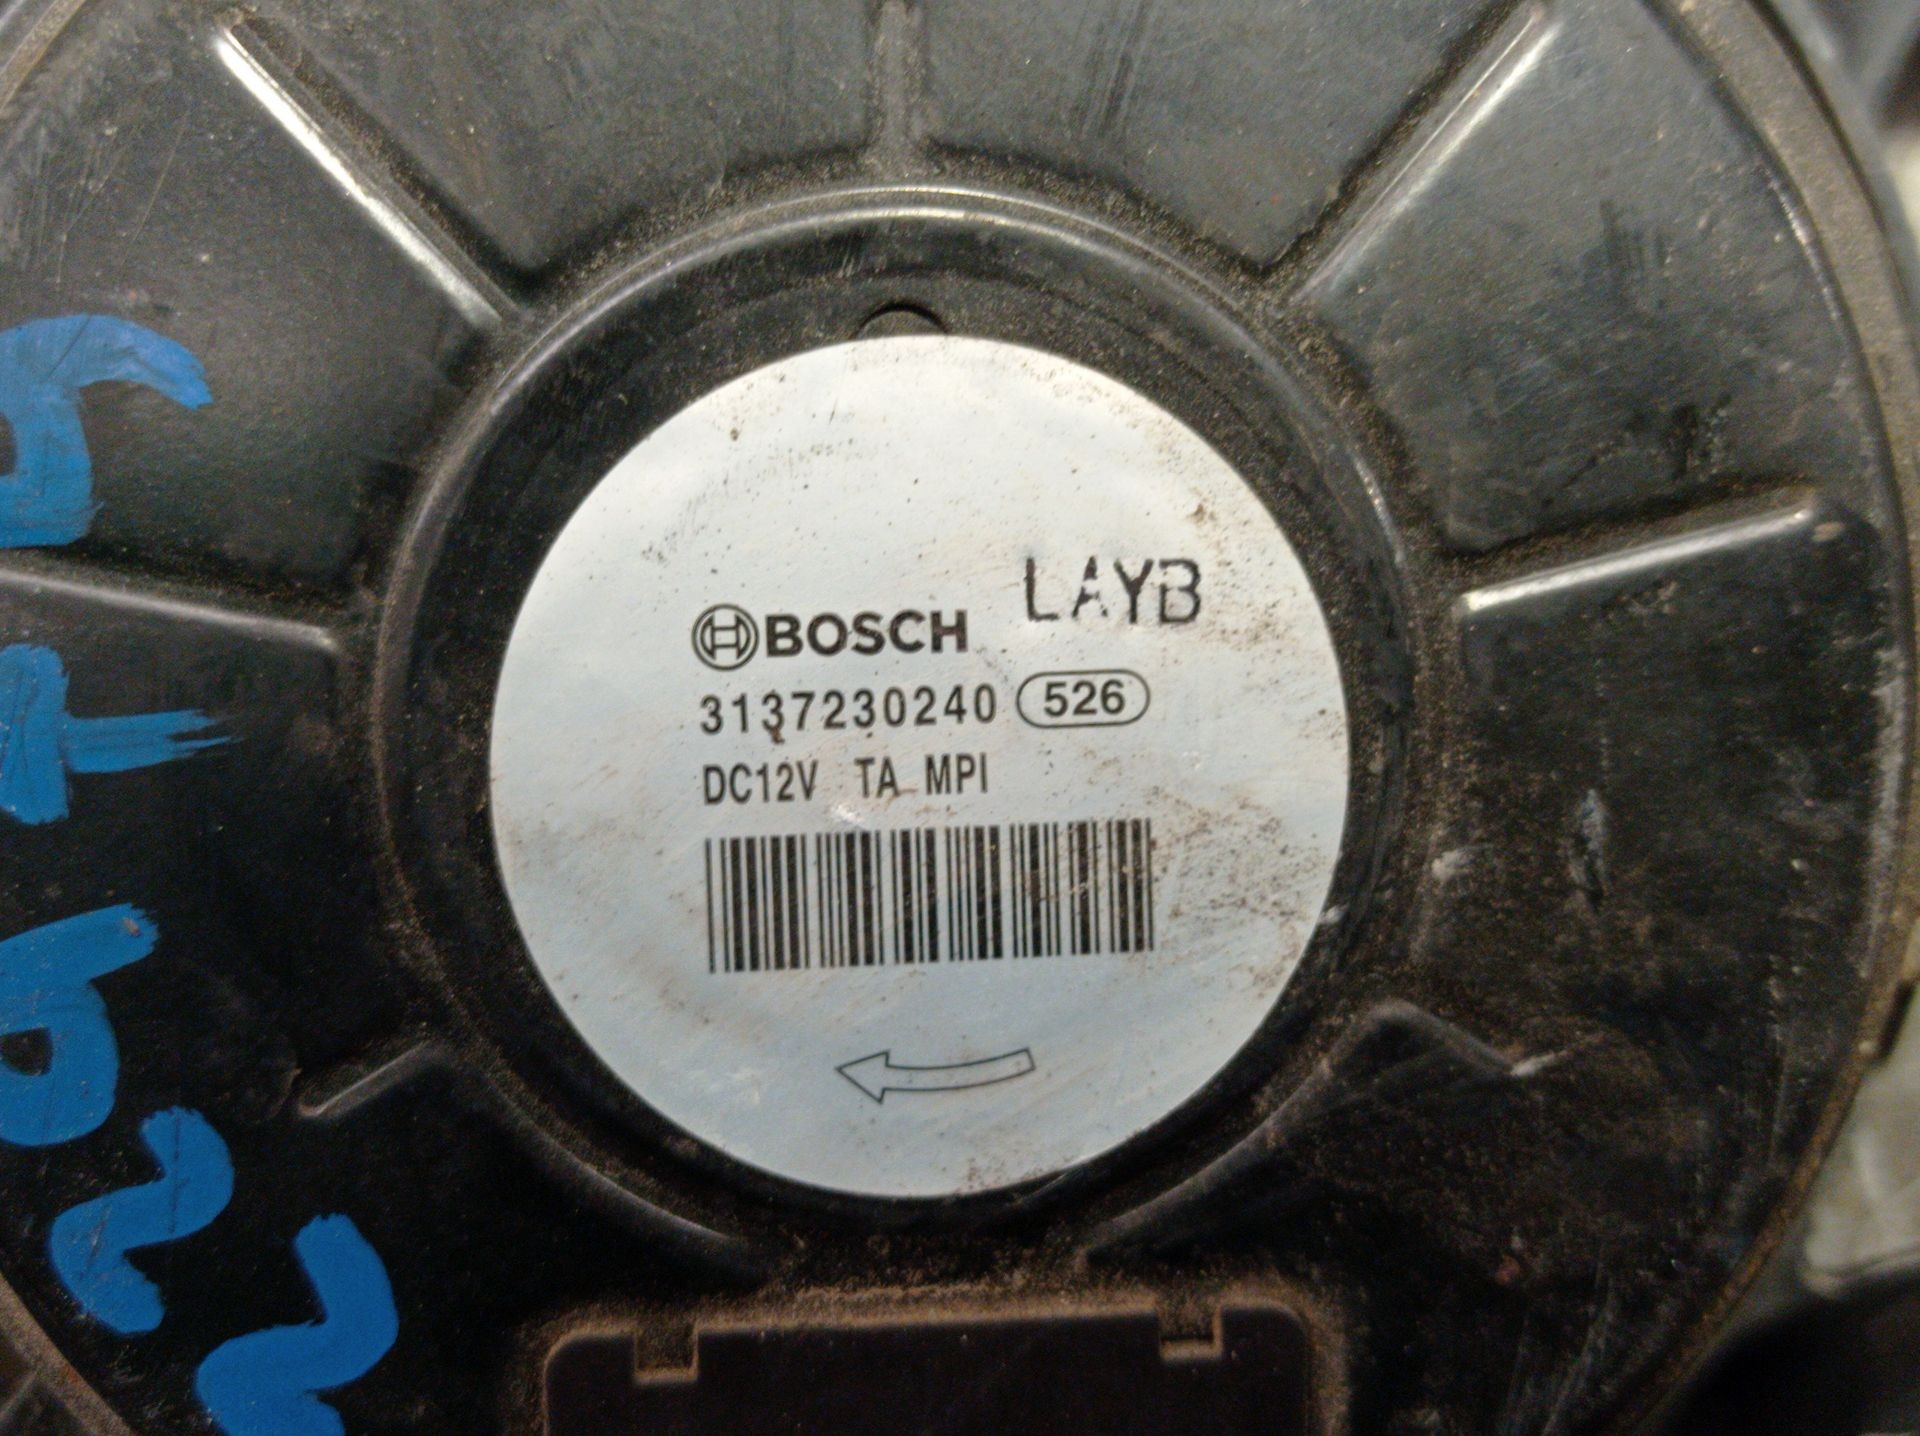 LAYB
BOSCH
3137230240 526
DC12V TA MPI